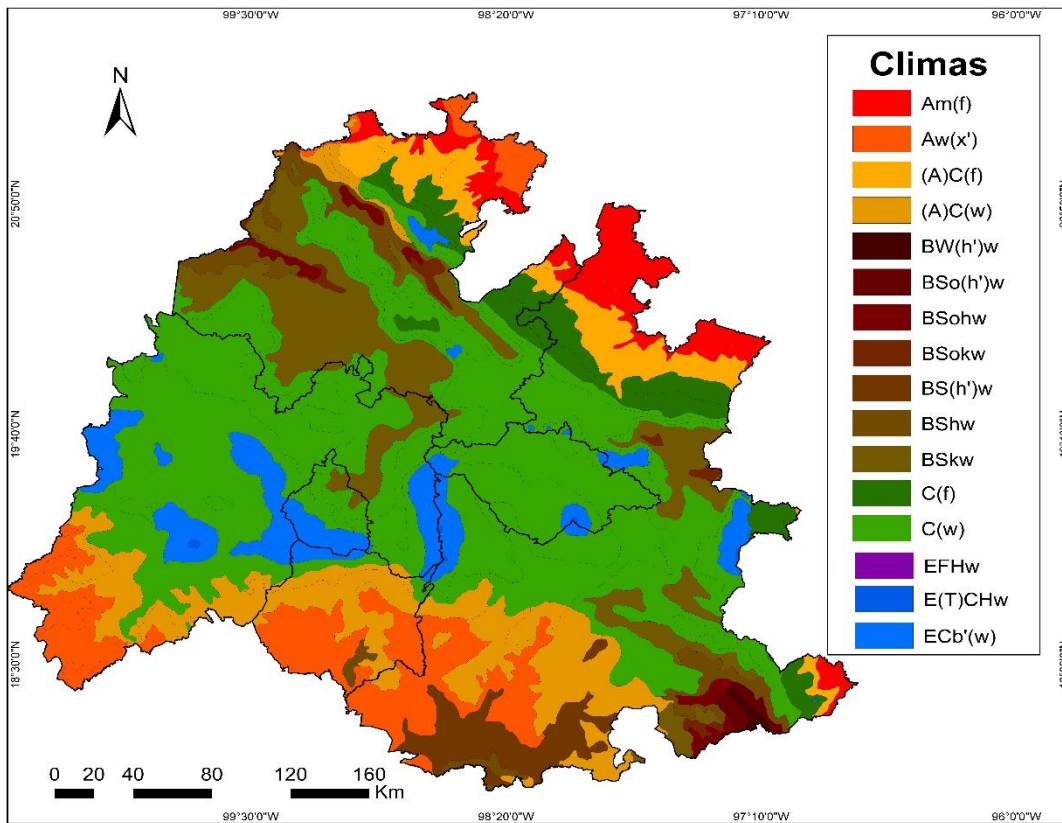 99°30'0"W 98°20'0"W 97°10'0"W 96°0'0"W
N
20°50'0"N
19°40'0"N
18°30'0"N
Climas
Am(f)
Aw(x')
(A)C(f)
(A)C(w)
BW(h')w
BSo(h')w
BSohw
BSokw
BS(h')w
BShw
BSkw
C(f)
C(w)
EFHw
E(T)CHw
ECb'(w)
0 20 40 80 120 160
Km
99°30'0"W 98°20'0"W 97°10'0"W 96°0'0"W